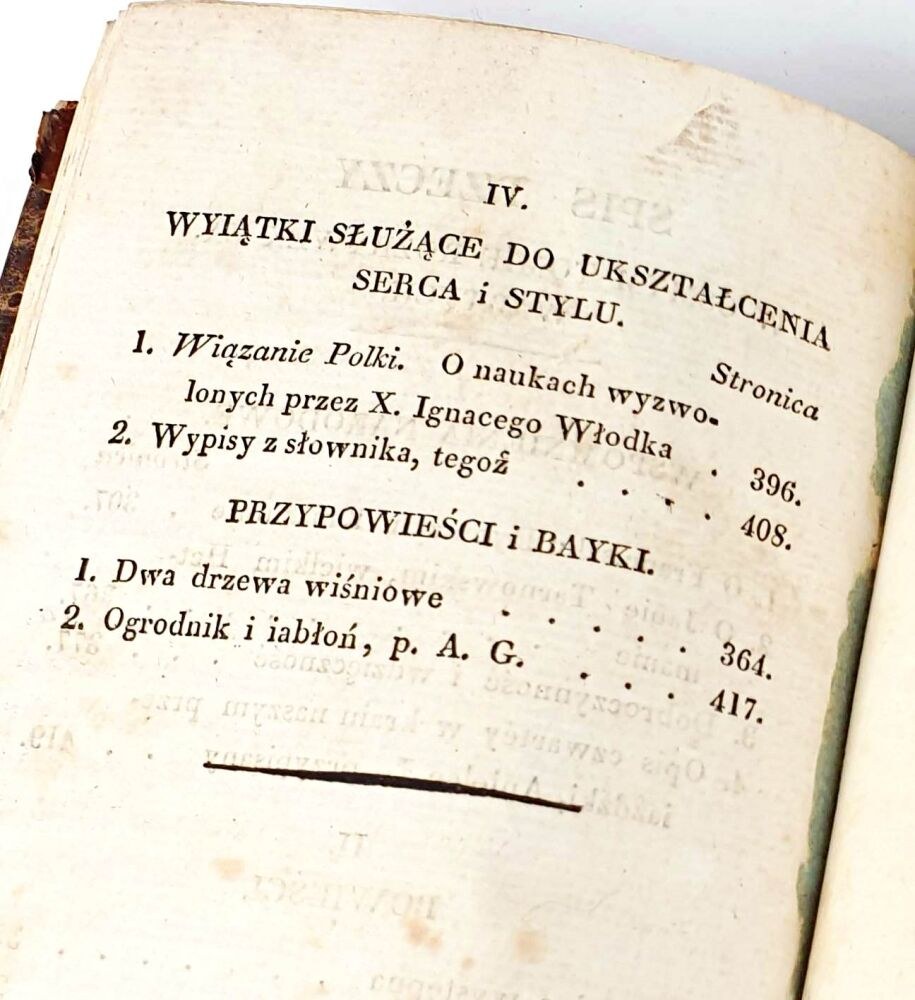 IV.
WYIĄTKI SŁUŻĄCE DO UKSZTAŁCENIA
SERCA i STYLU.
Stronica
1. Wiązanie Polki. O naukach wyzwo-
lonych przez X. Ignacego Włodka . 396.
2. Wypisy z słownika, tegoż . . . . 408.
PRZYPOWIEŚCI i BAYKI.
1. Dwa drzewa wiśniowe . . . . . 364.
2. Ogrodnik i iabłoń, p. A. G. . . . 417.